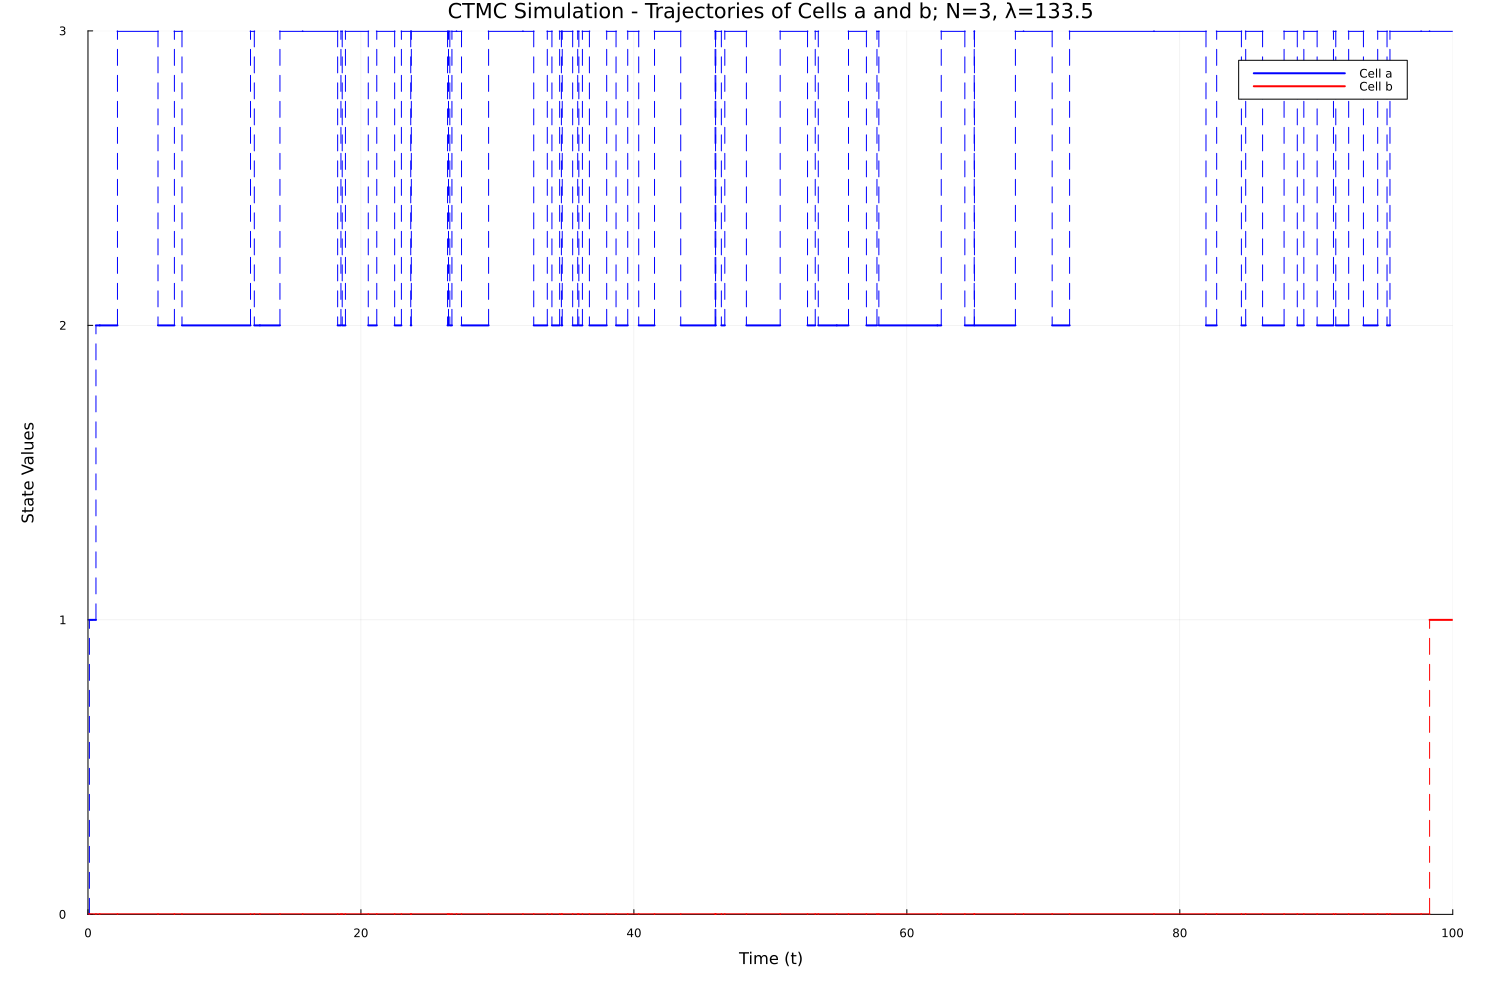 CTMC Simulation - Trajectories of Cells a and b; N=3, λ=133.5
3
Cell a
Cell b
2
State Values
1
0
0 20 40 60 80 100
Time (t)